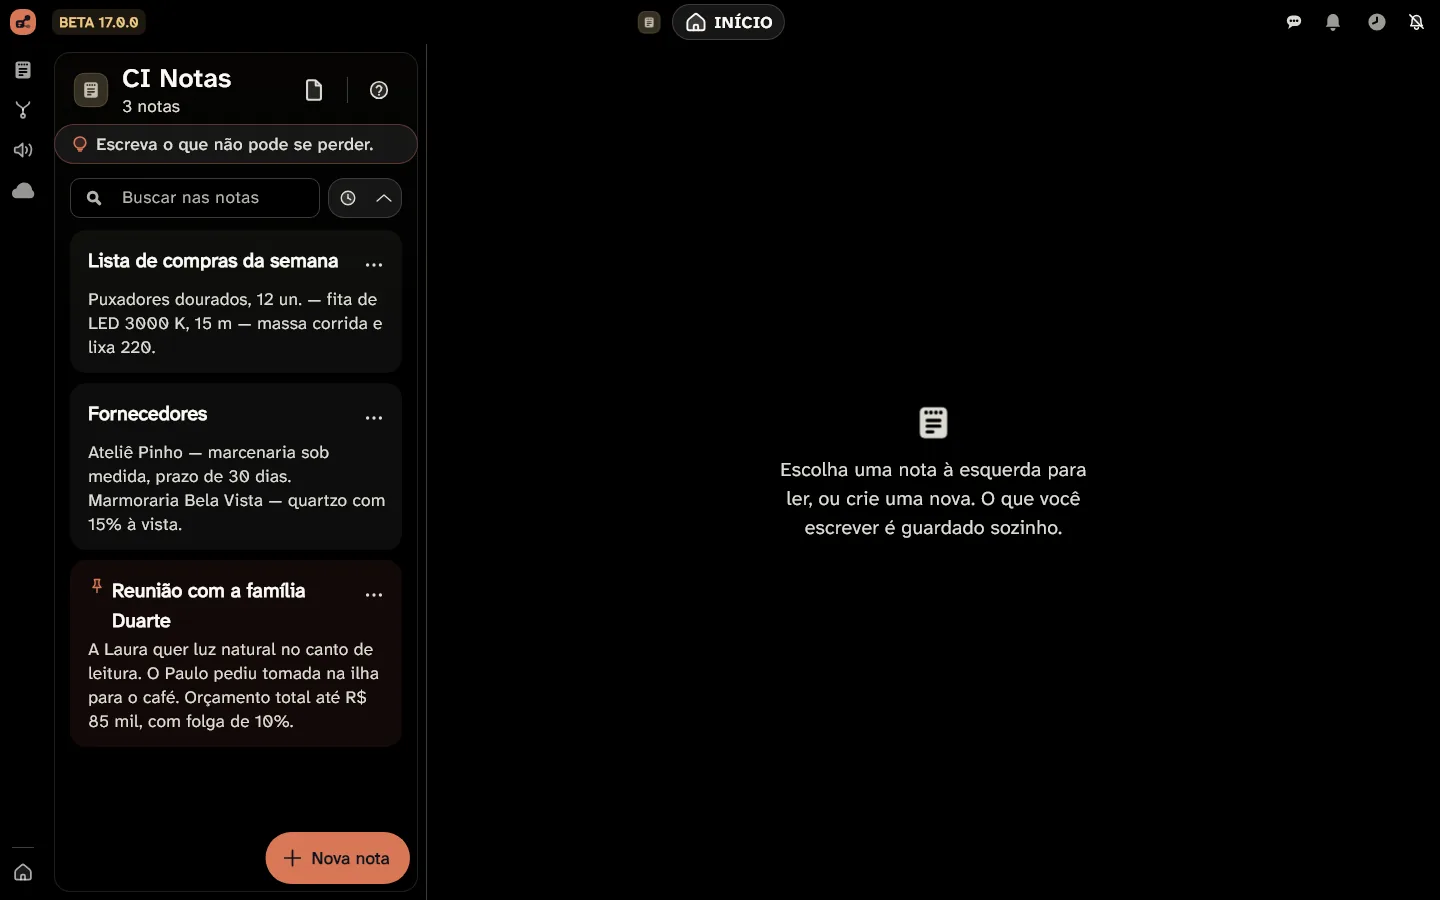 BETA 17.0.0
INÍCIO
CI Notas
3 notas
Escreva o que não pode se perder.
Buscar nas notas
Lista de compras da semana
Puxadores dourados, 12 un. — fita de
LED 3000 K, 15 m — massa corrida e
lixa 220.
Fornecedores
Ateliê Pinho — marcenaria sob
medida, prazo de 30 dias.
Marmoraria Bela Vista — quartzo com
15% à vista.
Reunião com a família
Duarte
A Laura quer luz natural no canto de
leitura. O Paulo pediu tomada na ilha
para o café. Orçamento total até R$
85 mil, com folga de 10%.
Nova nota
Escolha uma nota à esquerda para
ler, ou crie uma nova. O que você
escrever é guardado sozinho.